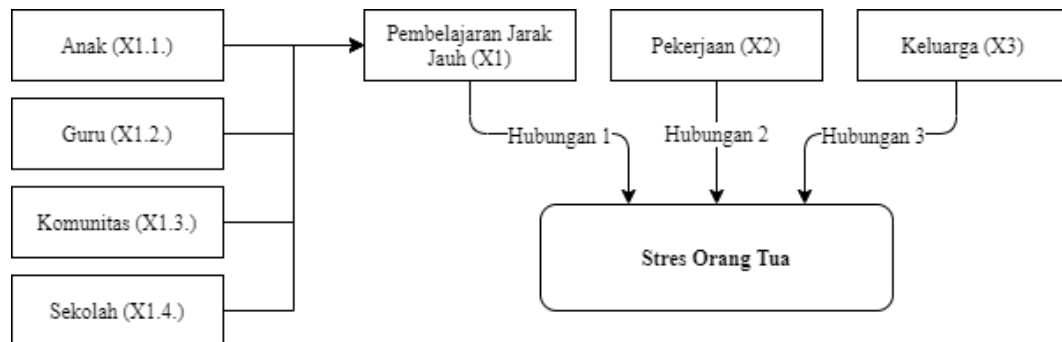 Anak (X1.1.)
Pembelajaran Jarak
Jauh (X1)
Pekerjaan (X2)
Keluarga (X3)
Guru (X1.2.)
Hubungan 1
Hubungan 2
Hubungan 3
Komunitas (X1.3.)
Stres Orang Tua
Sekolah (X1.4.)